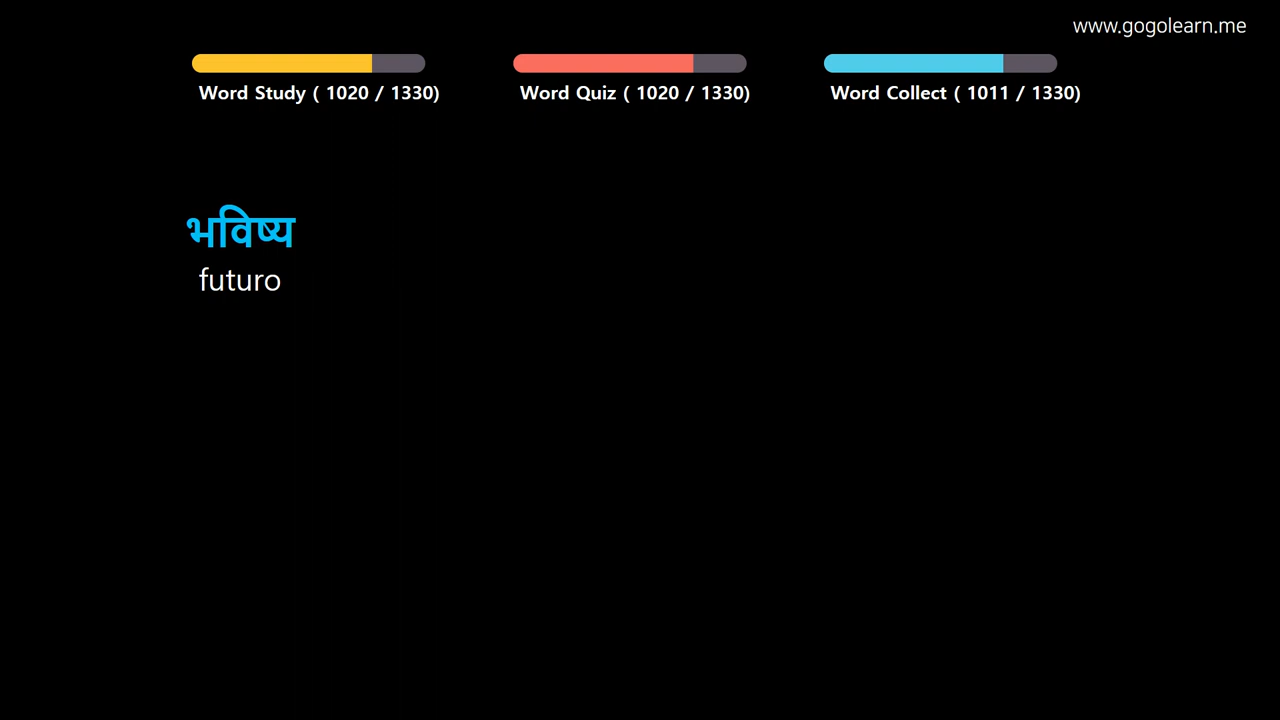 www.gogolearn.me
Word Study ( 1020 / 1330)
Word Quiz ( 1020 / 1330)
Word Collect ( 1011 / 1330)
भविष्य
futuro